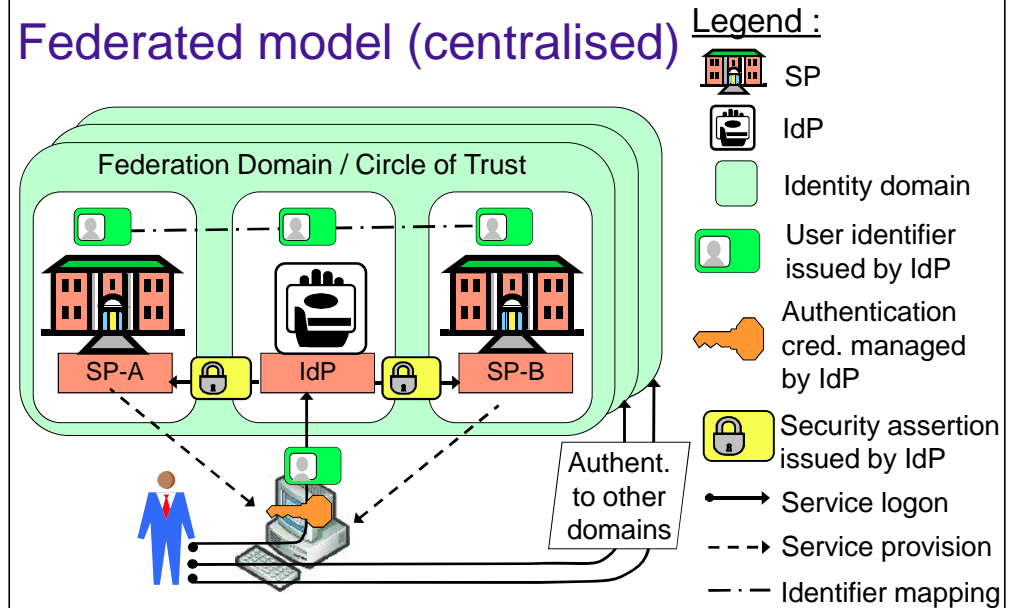 Federated model (centralised)
Legend :
SP
IdP
Identity domain
User identifier
issued by IdP
Authentication
cred. managed
by IdP
Security assertion
issued by IdP
Service logon
Service provision
Identifier mapping
Federation Domain / Circle of Trust
SP-A
IdP
SP-B
Authent.
to other
domains